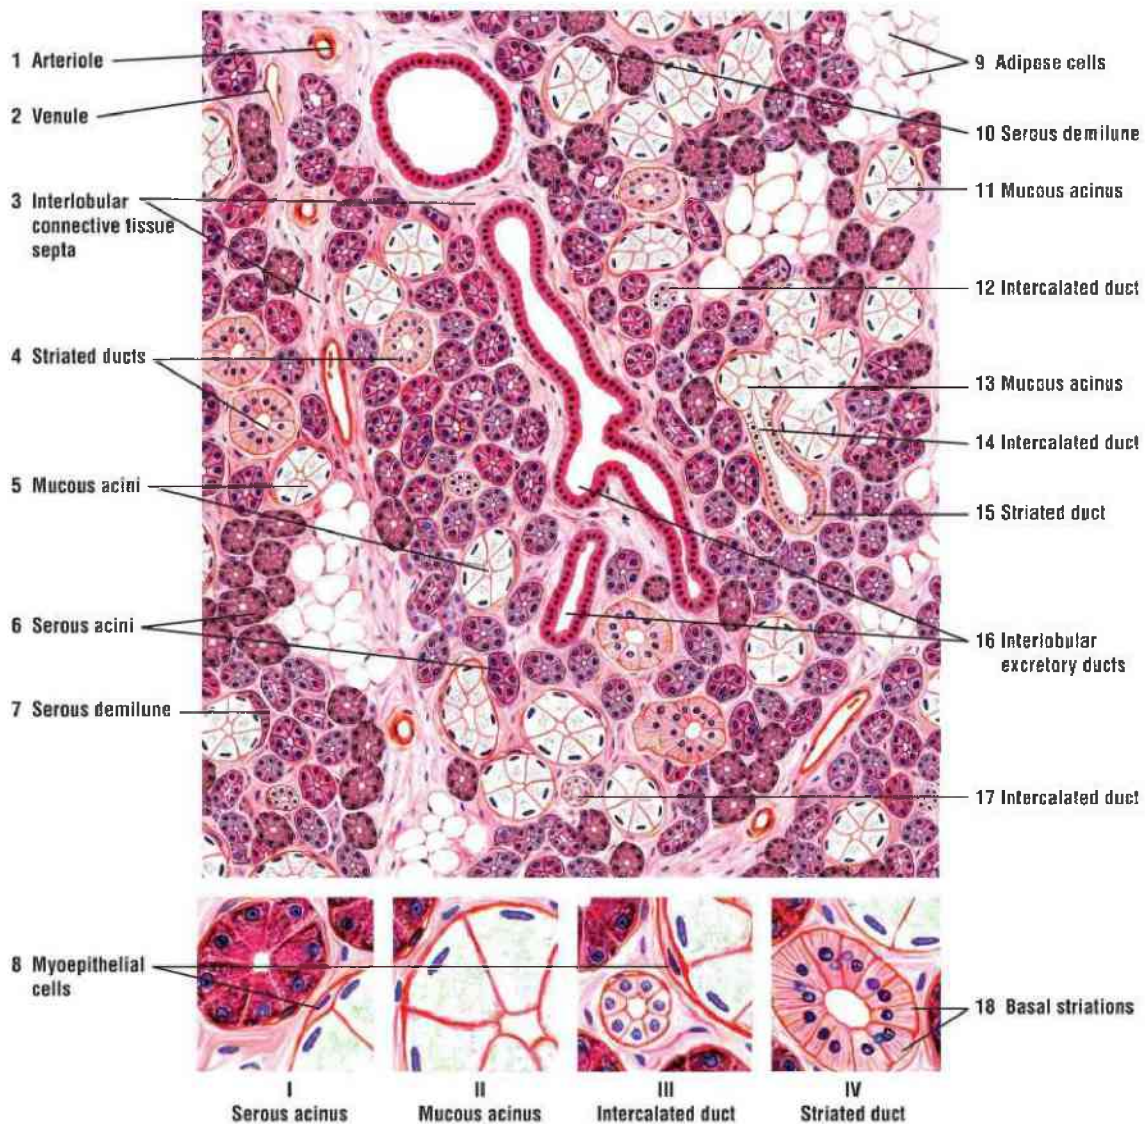 1 Arteriole
2 Venule
3 Interlobular
connective tissue
septa
4 Striated ducts
5 Mucous acini
6 Serous acini
7 Serous demilune
8 Myoepithelial
cells
9 Adipose cells
10 Serous demilune
11 Mucous acinus
12 Intercalated duct
13 Mucous acinus
14 Intercalated duct
15 Striated duct
16 Interlobular
excretory ducts
17 Intercalated duct
18 Basal striations
I
Serous acinus
II
Mucous acinus
III
Intercalated duct
IV
Striated duct